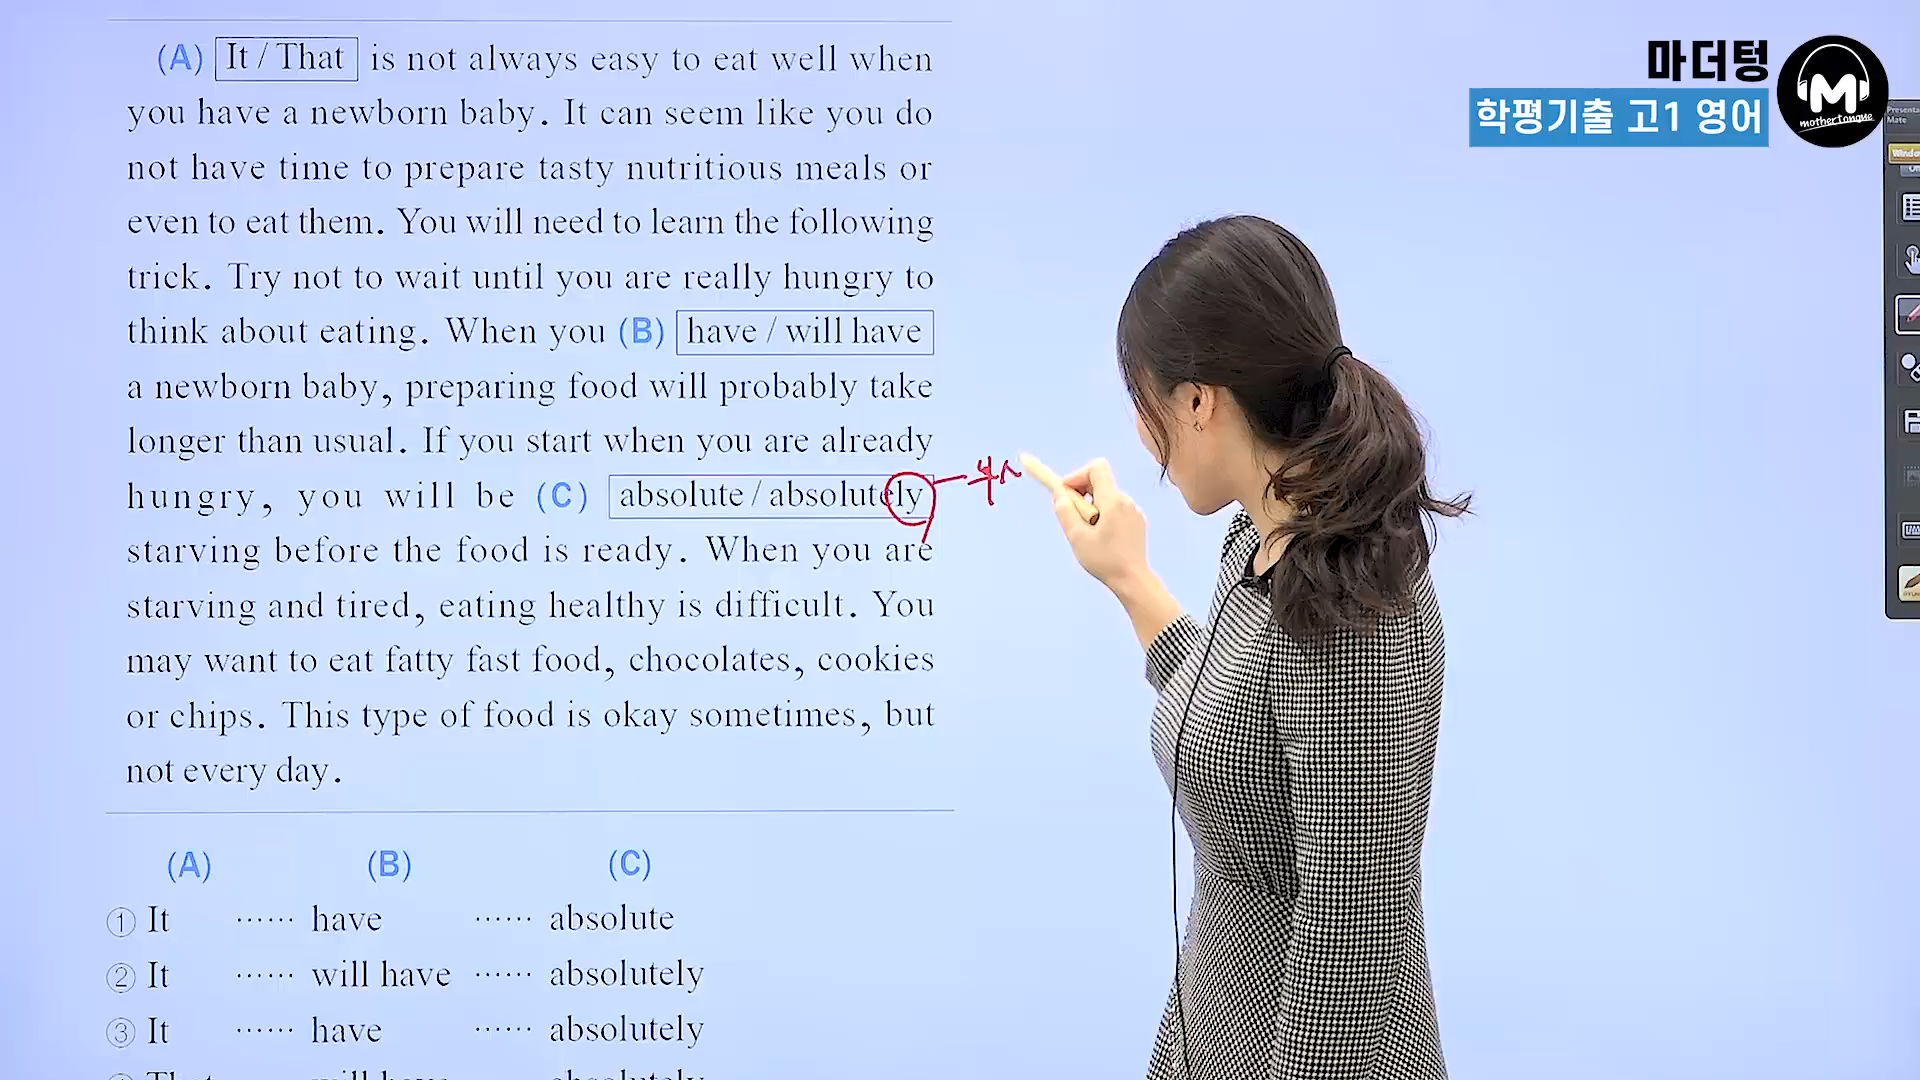 (A) It / That is not always easy to eat well when
you have a newborn baby. It can seem like you do
not have time to prepare tasty nutritious meals or
even to eat them. You will need to learn the following
trick. Try not to wait until you are really hungry to
think about eating. When you (B) have / will have
a newborn baby, preparing food will probably take
longer than usual. If you start when you are already
hungry, you will be (C) absolute / absolutely
starving before the food is ready. When you are
starving and tired, eating healthy is difficult. You
may want to eat fatty fast food, chocolates, cookies
or chips. This type of food is okay sometimes, but
not every day.
(A) (B) (C)
① It ······ have ······ absolute
② It ······ will have ······ absolutely
③ It ······ have ······ absolutely
마더텅
학평기출 고1 영어
M
mothertongue